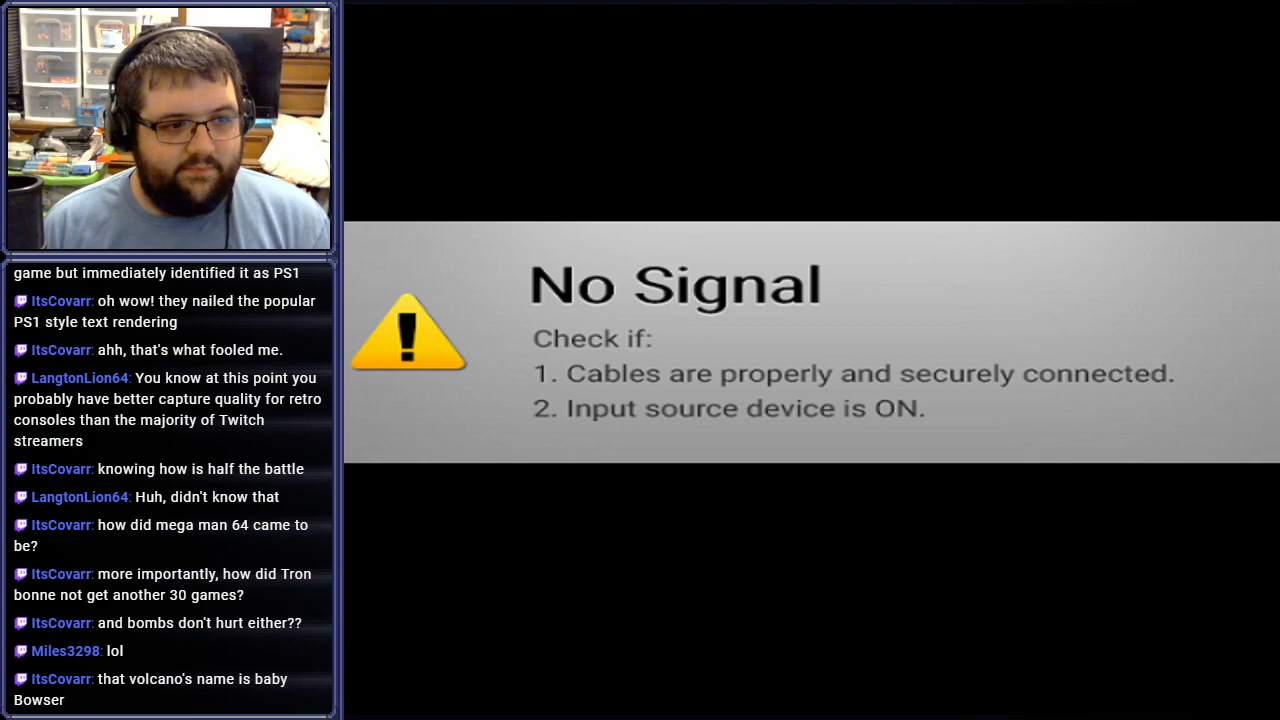 game but immediately identified it as PS1
ItsCovarr: oh wow! they nailed the popular
PS1 style text rendering
ItsCovarr: ahh, that's what fooled me.
LangtonLion64: You know at this point you
probably have better capture quality for retro
consoles than the majority of Twitch
streamers
ItsCovarr: knowing how is half the battle
LangtonLion64: Huh, didn't know that
ItsCovarr: how did mega man 64 came to
be?
ItsCovarr: more importantly, how did Tron
bonne not get another 30 games?
ItsCovarr: and bombs don't hurt either??
Miles3298: lol
ItsCovarr: that volcano's name is baby
Bowser
No Signal
Check if:
1. Cables are properly and securely connected.
2. Input source device is ON.